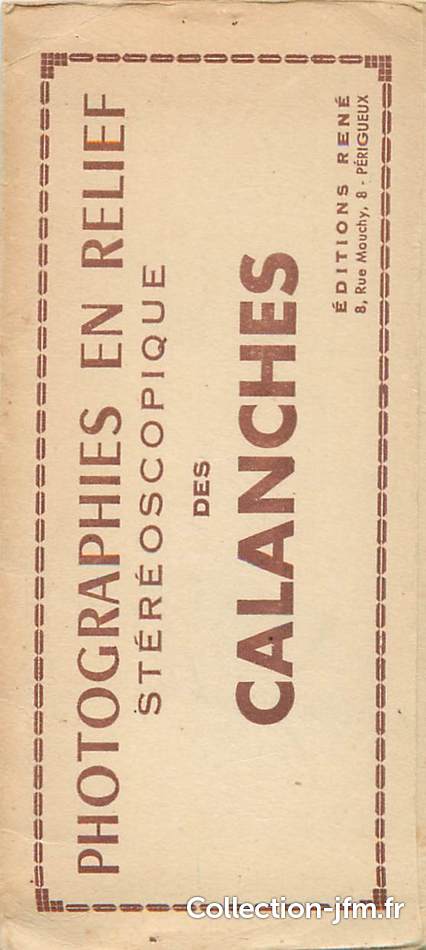 PHOTOGRAPHIES EN RELIEF
STÉRÉOSCOPIQUE
DES
CALANCHES
ÉDITIONS RENÉ
8, Rue Mouchy, 8 - PÉRIGUEUX
Collection-jfm.fr